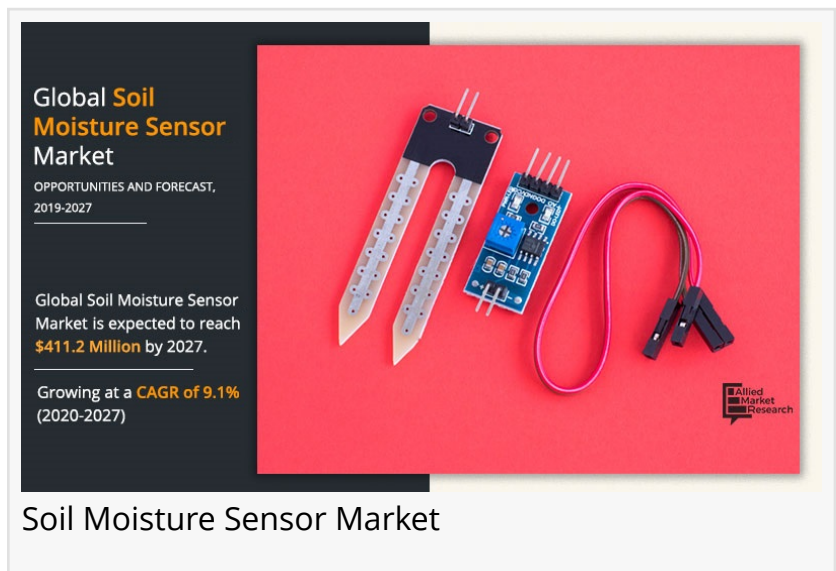 Global Soil
Moisture Sensor
Market
OPPORTUNITIES AND FORECAST,
2019-2027
Global Soil Moisture Sensor
Market is expected to reach
$411.2 Million by 2027.
Growing at a CAGR of 9.1%
(2020-2027)
Allied
Market
Research
Soil Moisture Sensor Market